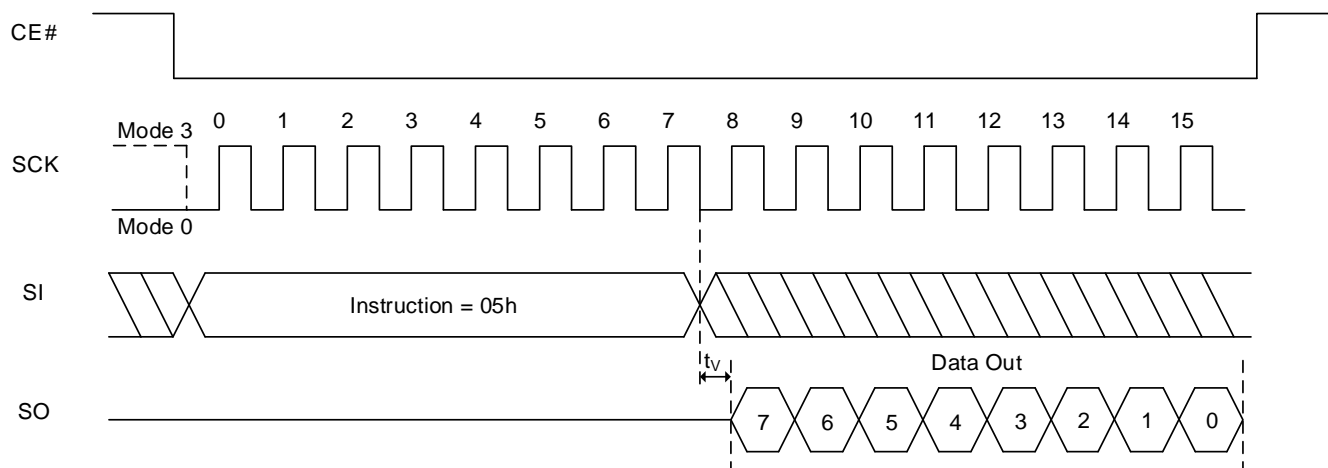 CE#
0 1 2 3 4 5 6 7 8 9 10 11 12 13 14 15
Mode 3
SCK
Mode 0
SI
Instruction = 05h
tV
Data Out
SO
7 6 5 4 3 2 1 0